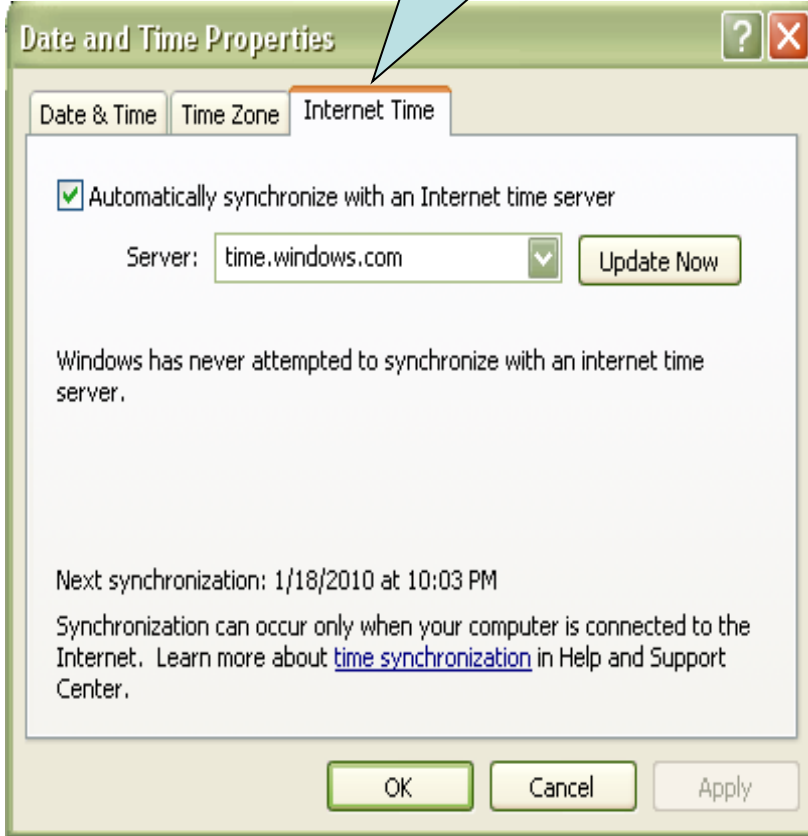 Date and Time Properties
Date & Time Time Zone Internet Time
Automatically synchronize with an Internet time server
Server: time.windows.com Update Now
Windows has never attempted to synchronize with an internet time
server.
Next synchronization: 1/18/2010 at 10:03 PM
Synchronization can occur only when your computer is connected to the
Internet. Learn more about time synchronization in Help and Support
Center.
OK Cancel Apply